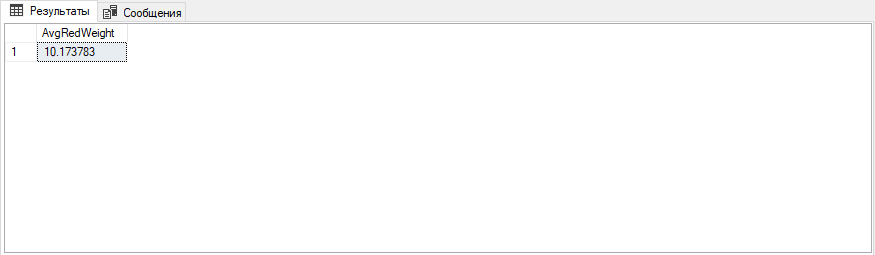 Результаты Сообщения
AvgRedWeight
1 10.173783